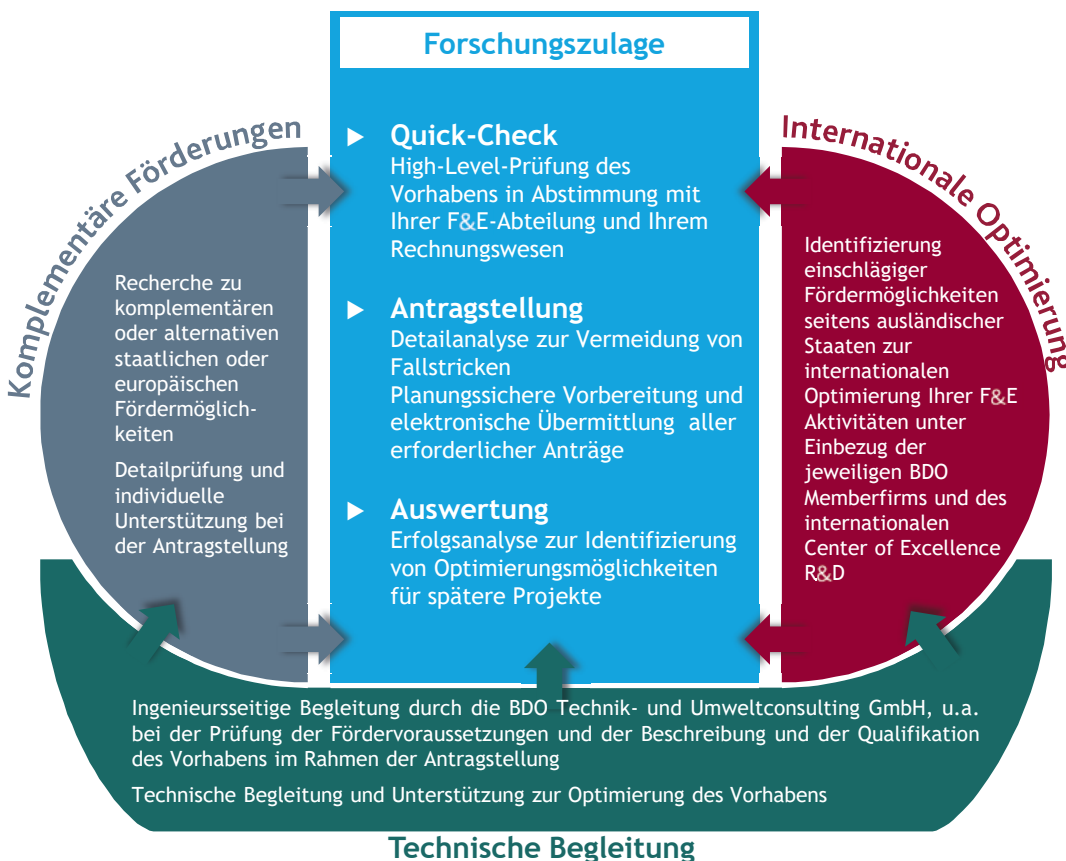 Forschungszulage
Komplementäre Förderungen
Recherche zu
komplementären
oder alternativen
staatlichen oder
europäischen
Fördermöglich-
keiten
Detailprüfung und
individuelle
Unterstützung bei
der Antragstellung
Quick-Check
High-Level-Prüfung des
Vorhabens in Abstimmung mit
Ihrer F&E-Abteilung und Ihrem
Rechnungswesen
Antragstellung
Detailanalyse zur Vermeidung von
Fallstricken
Planungssichere Vorbereitung und
elektronische Übermittlung aller
erforderlicher Anträge
Auswertung
Erfolgsanalyse zur Identifizierung
von Optimierungsmöglichkeiten
für spätere Projekte
Internationale Optimierung
Identifizierung
einschlägiger
Fördermöglichkeiten
seitens ausländischer
Staaten zur
internationalen
Optimierung Ihrer F&E
Aktivitäten unter
Einbezug der
jeweiligen BDO
Memberfirms und des
internationalen
Center of Excellence
R&D
Ingenieursseitige Begleitung durch die BDO Technik- und Umweltconsulting GmbH, u.a.
bei der Prüfung der Fördervoraussetzungen und der Beschreibung und der Qualifikation
des Vorhabens im Rahmen der Antragstellung
Technische Begleitung und Unterstützung zur Optimierung des Vorhabens
Technische Begleitung